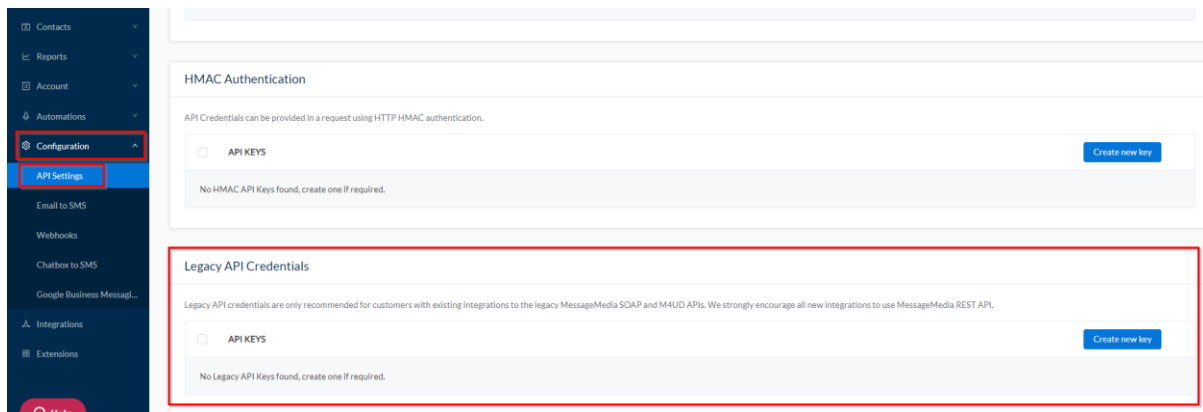 Contacts
Reports
Account
Automations
Configuration
API Settings
Email to SMS
Webhooks
Chatbox to SMS
Google Business Messagi...
Integrations
Extensions
HMAC Authentication
API Credentials can be provided in a request using HTTP HMAC authentication.
API KEYS
Create new key
No HMAC API Keys found, create one if required.
Legacy API Credentials
Legacy API credentials are only recommended for customers with existing integrations to the legacy MessageMedia SOAP and M4UD APIs. We strongly encourage all new integrations to use MessageMedia REST API.
API KEYS
Create new key
No Legacy API Keys found, create one if required.